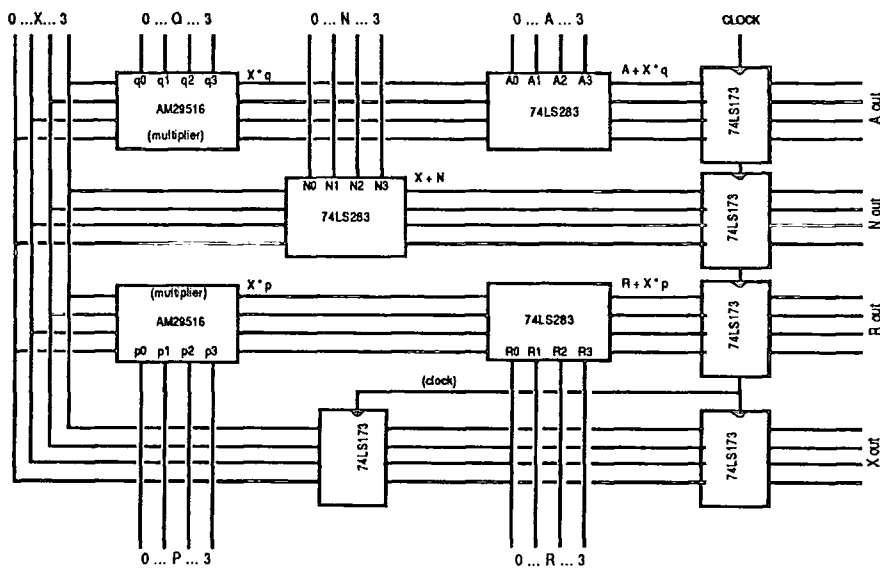 0 ...X... 3 0 ... Q ... 3 0 ... N ... 3 0 ... A ... 3 CLOCK
q0 q1 q2 q3 X * q A0 A1 A2 A3 A + X * q
AM29516 74LS283 74LS173 A out
(multiplier)
N0 N1 N2 N3 X + N
74LS283 74LS173 N out
(multiplier) X * p R + X * p
AM29516 74LS283 74LS173 R out
p0 p1 p2 p3 R0 R1 R2 R3
(clock)
74LS173 74LS173 X out
0 ... P ... 3 0 ... R ... 3